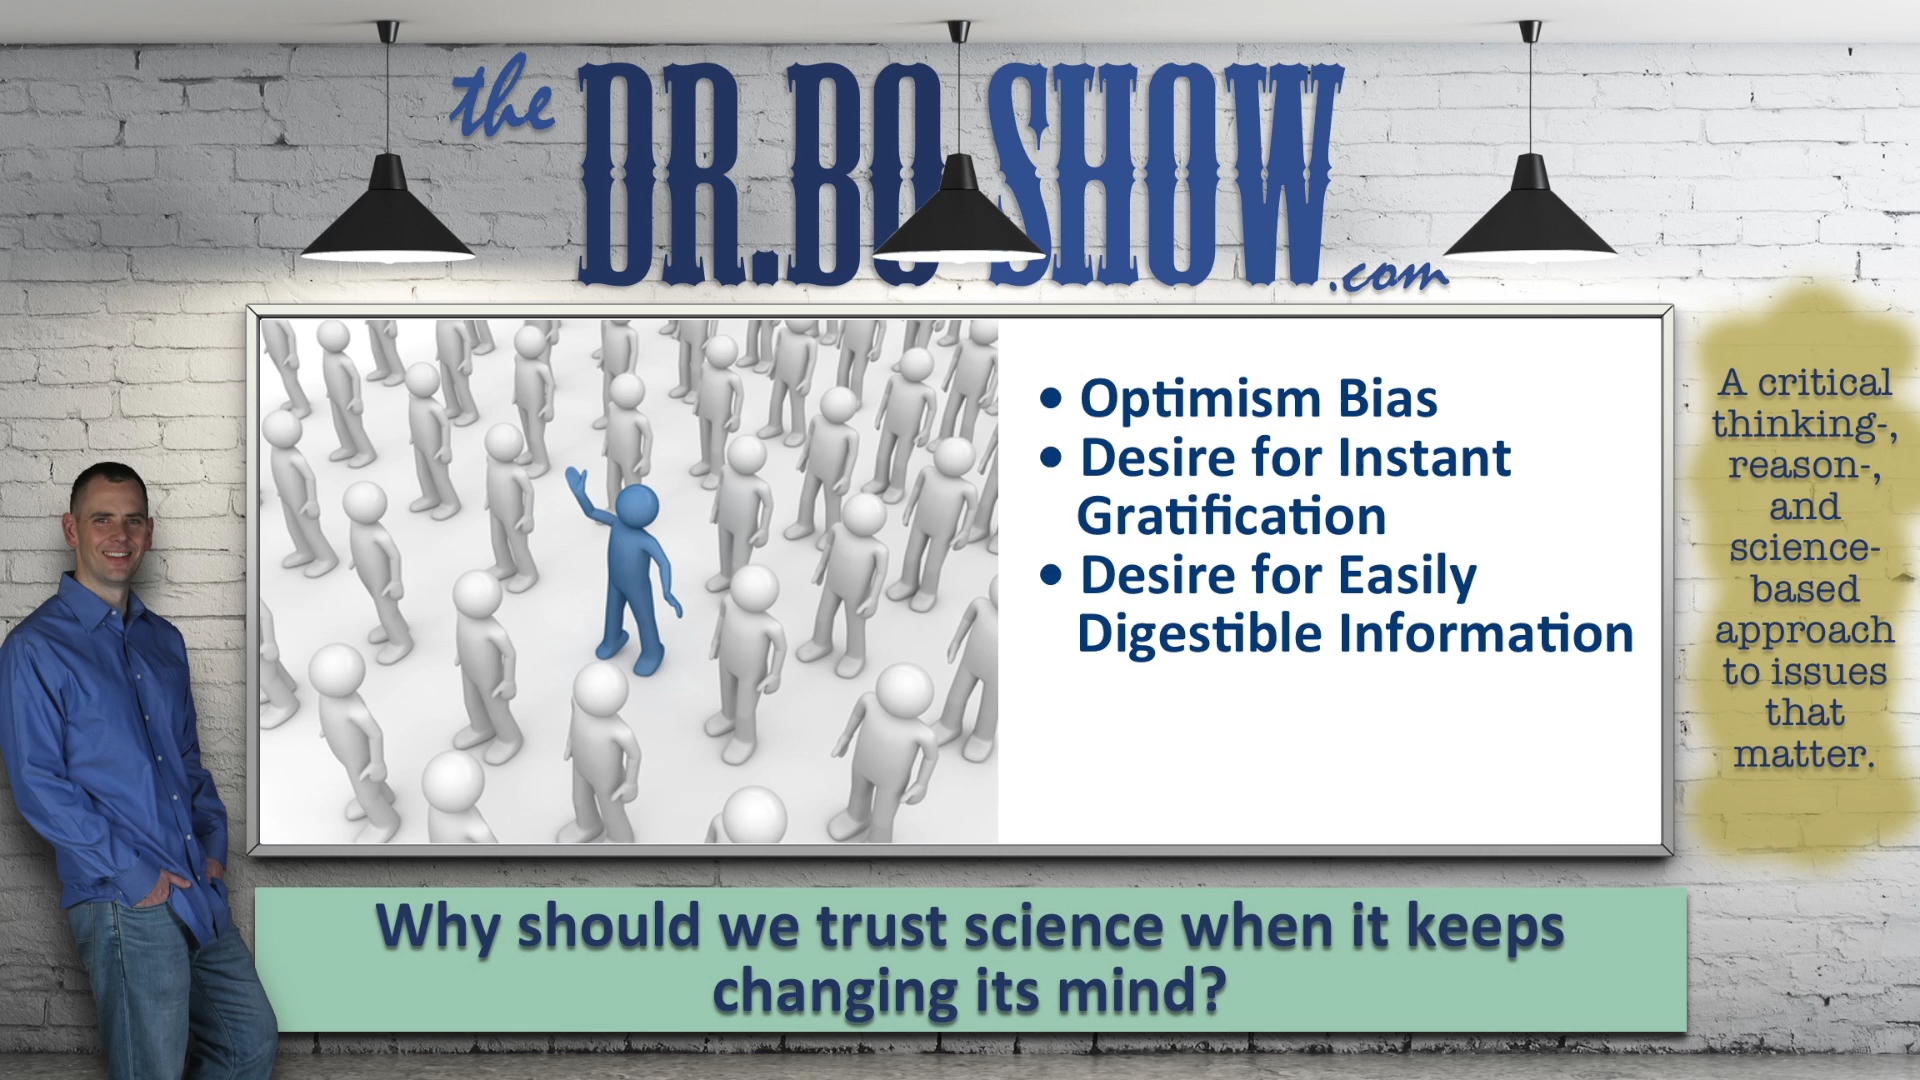 the DR.BO SHOW .com
• Optimism Bias
• Desire for Instant
Gratification
• Desire for Easily
Digestible Information
A critical
thinking-,
reason-,
and
science-
based
approach
to issues
that
matter.
Why should we trust science when it keeps
changing its mind?